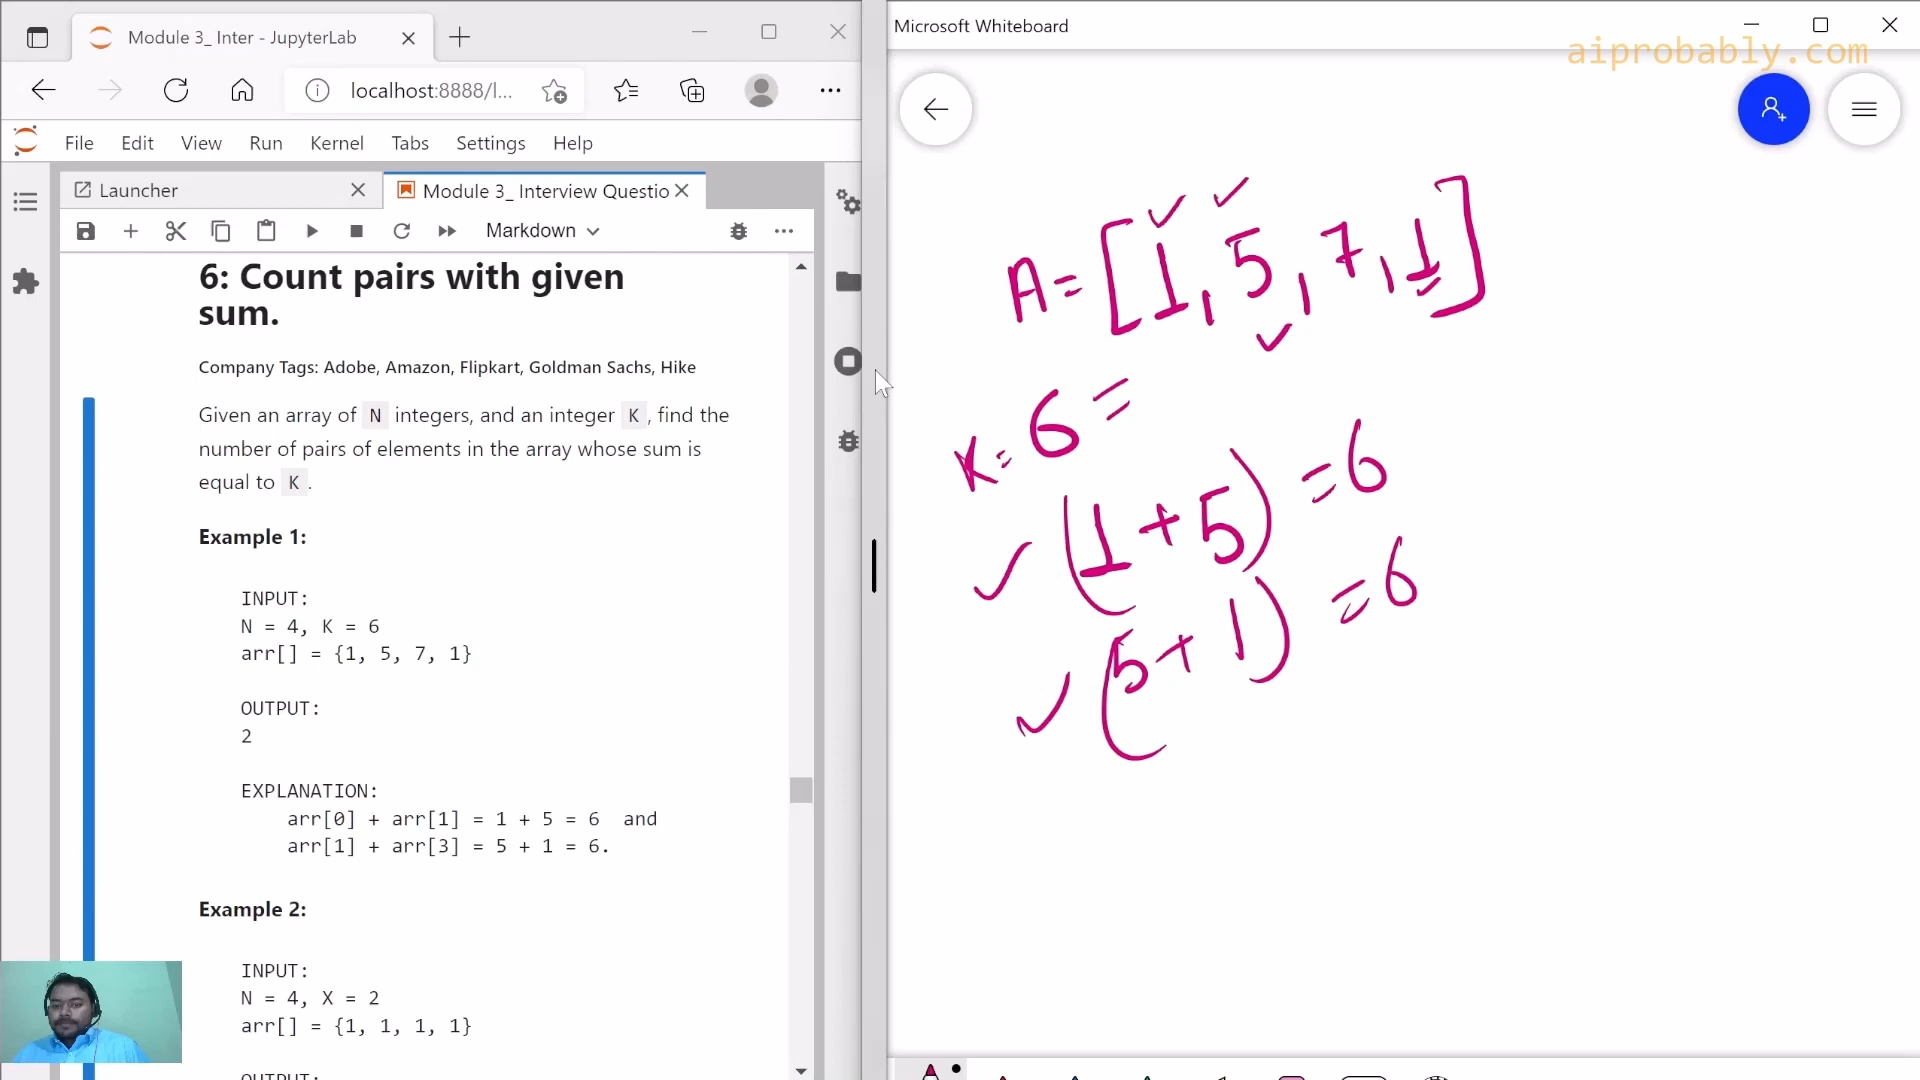 Module 3_ Inter - JupyterLab
localhost:8888/l...
File Edit View Run Kernel Tabs Settings Help
Launcher
Module 3_ Interview Questio
Markdown
6: Count pairs with given
sum.
Company Tags: Adobe, Amazon, Flipkart, Goldman Sachs, Hike
Given an array of N integers, and an integer K, find the
number of pairs of elements in the array whose sum is
equal to K.
Example 1:
INPUT:
N = 4, K = 6
arr[] = {1, 5, 7, 1}
OUTPUT:
2
EXPLANATION:
arr[0] + arr[1] = 1 + 5 = 6 and
arr[1] + arr[3] = 5 + 1 = 6.
Example 2:
INPUT:
N = 4, X = 2
arr[] = {1, 1, 1, 1}
OUTPUT:
Microsoft Whiteboard
aiprobably.com
A = [1, 5, 7, 1]
K = 6 =
(1 + 5) = 6
(5 + 1) = 6